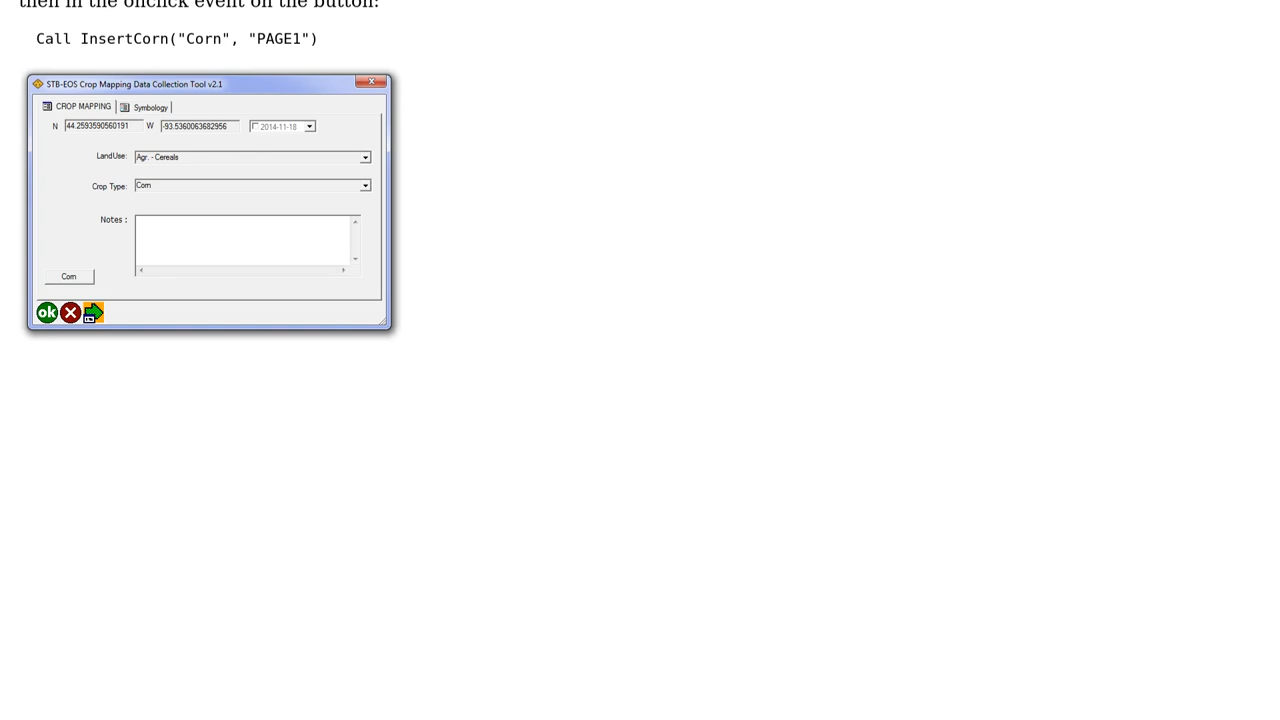 then in the onclick event on the button:
Call InsertCorn("Corn", "PAGE1")
STB-EOS Crop Mapping Data Collection Tool v2.1
CROP MAPPING Symbology
N 44.2593590560191 W -93.5360063682956 2014-11-18
LandUse: Agr. - Cereals
Crop Type: Corn
Notes :
Corn
ok